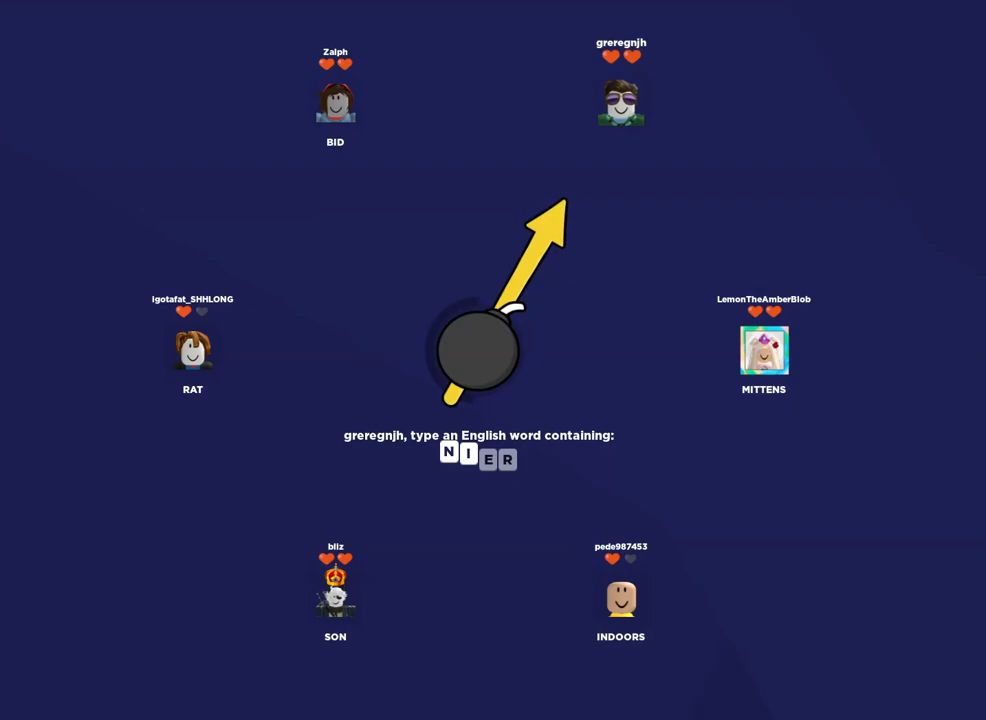 Zalph
greregnjh
BID
igotafat_SHHLONG
LemonTheAmberBlob
RAT
MITTENS
greregnjh, type an English word containing:
NIER
bliz
pede987453
SON
INDOORS